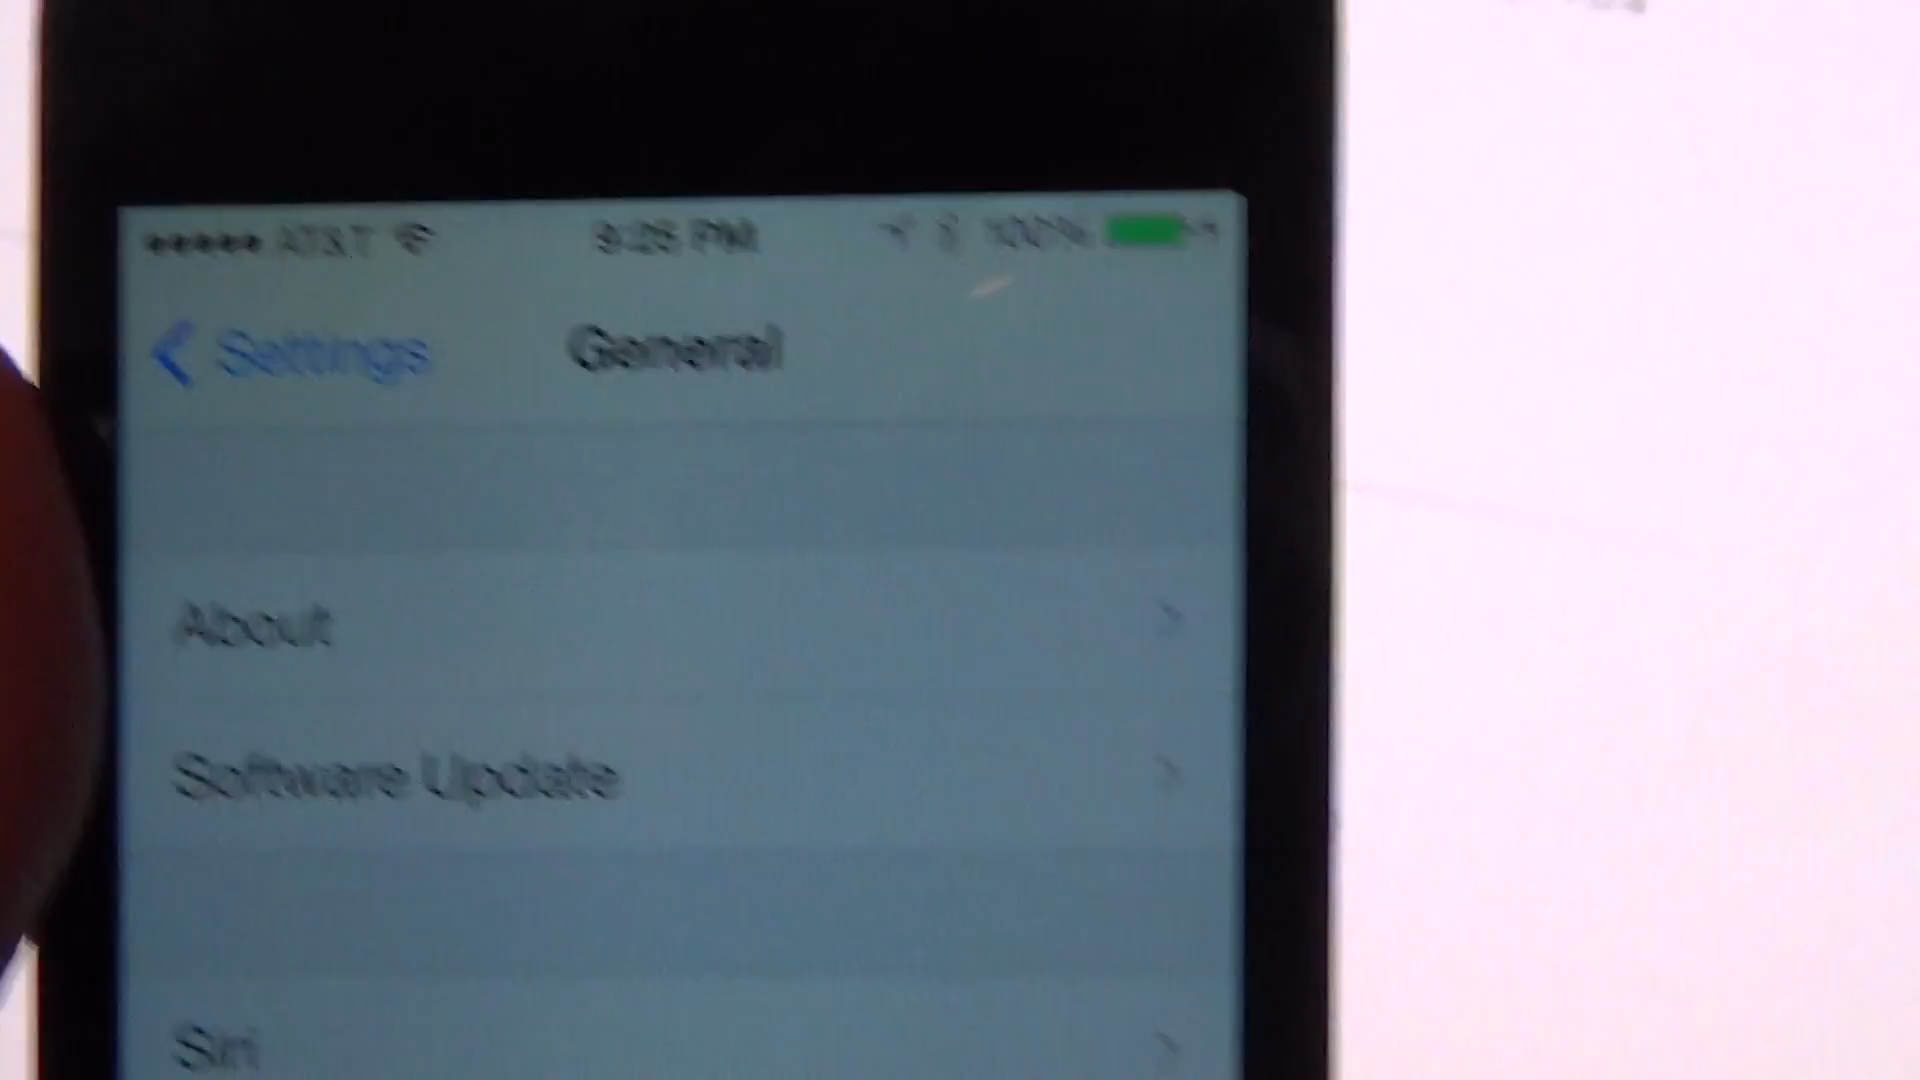 AT&T 9:25 PM 100%
Settings General
About
Software Update
Siri